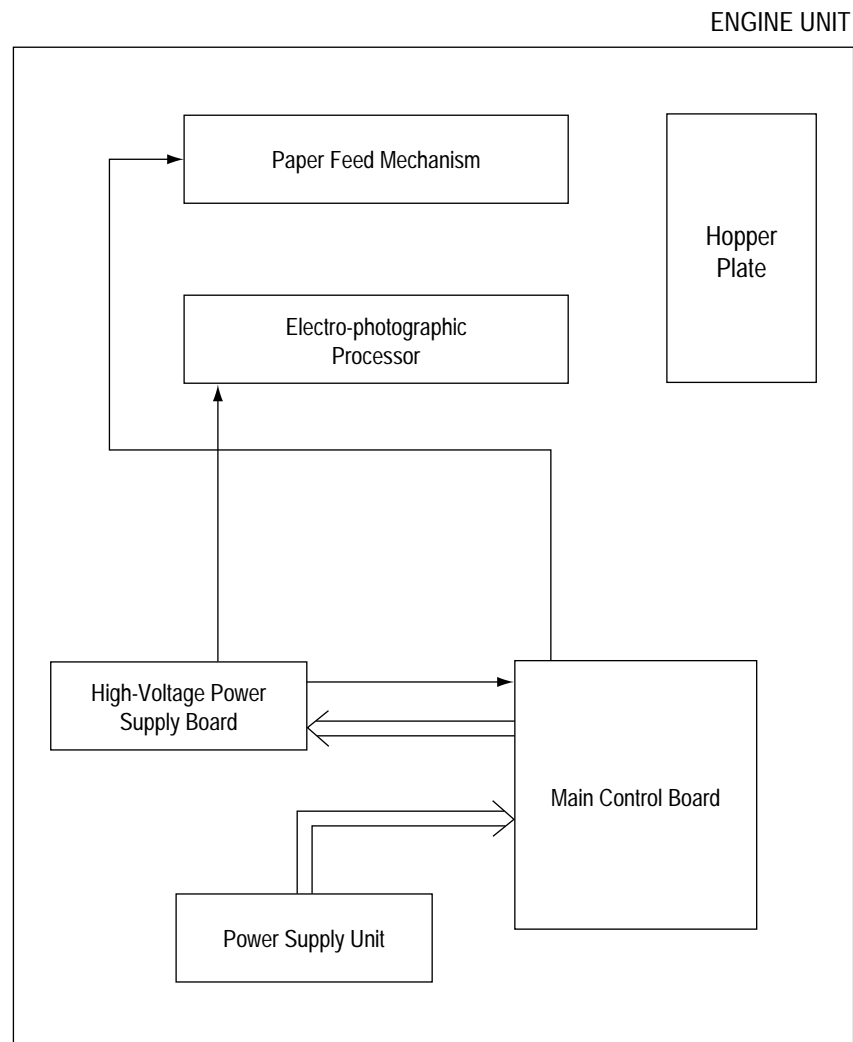 ENGINE UNIT
Paper Feed Mechanism
Hopper
Plate
Electro-photographic
Processor
High-Voltage Power
Supply Board
Main Control Board
Power Supply Unit